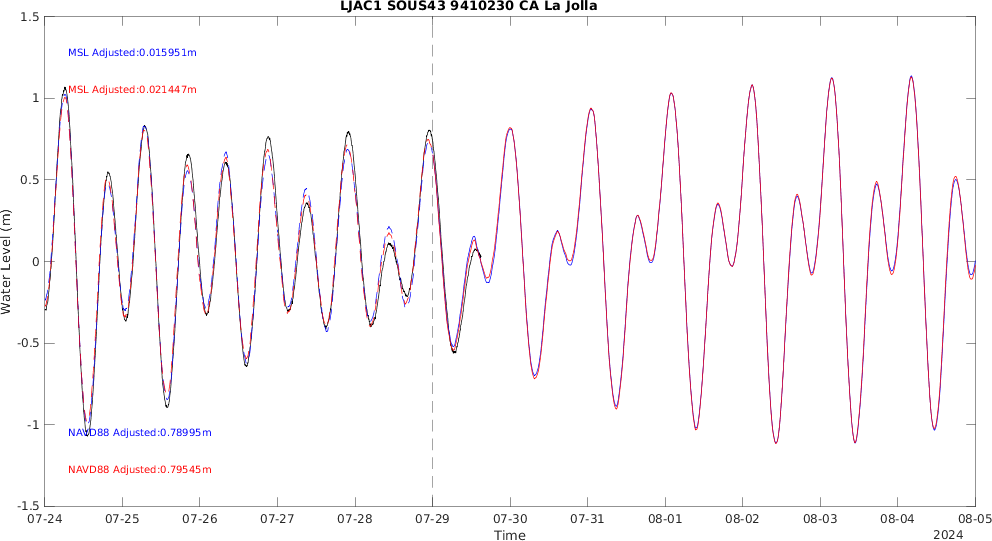 LJAC1 SOUS43 9410230 CA La Jolla
1.5
MSL Adjusted:0.015951m
1
MSL Adjusted:0.021447m
0.5
Water Level (m)
0
-0.5
-1
NAVD88 Adjusted:0.78995m
NAVD88 Adjusted:0.79545m
-1.5
07-24 07-25 07-26 07-27 07-28 07-29 07-30 07-31 08-01 08-02 08-03 08-04 08-05
Time
2024